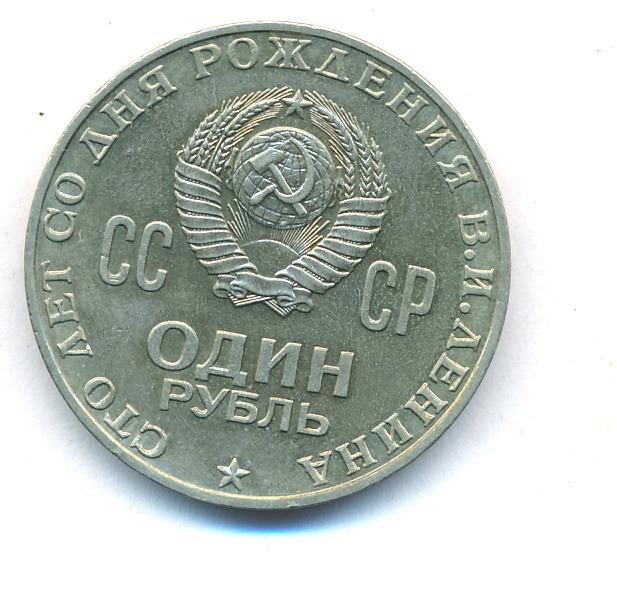 СТО ЛЕТ СО ДНЯ РОЖДЕНИЯ В.И.ЛЕНИНА
СС СР
ОДИН
РУБЛЬ